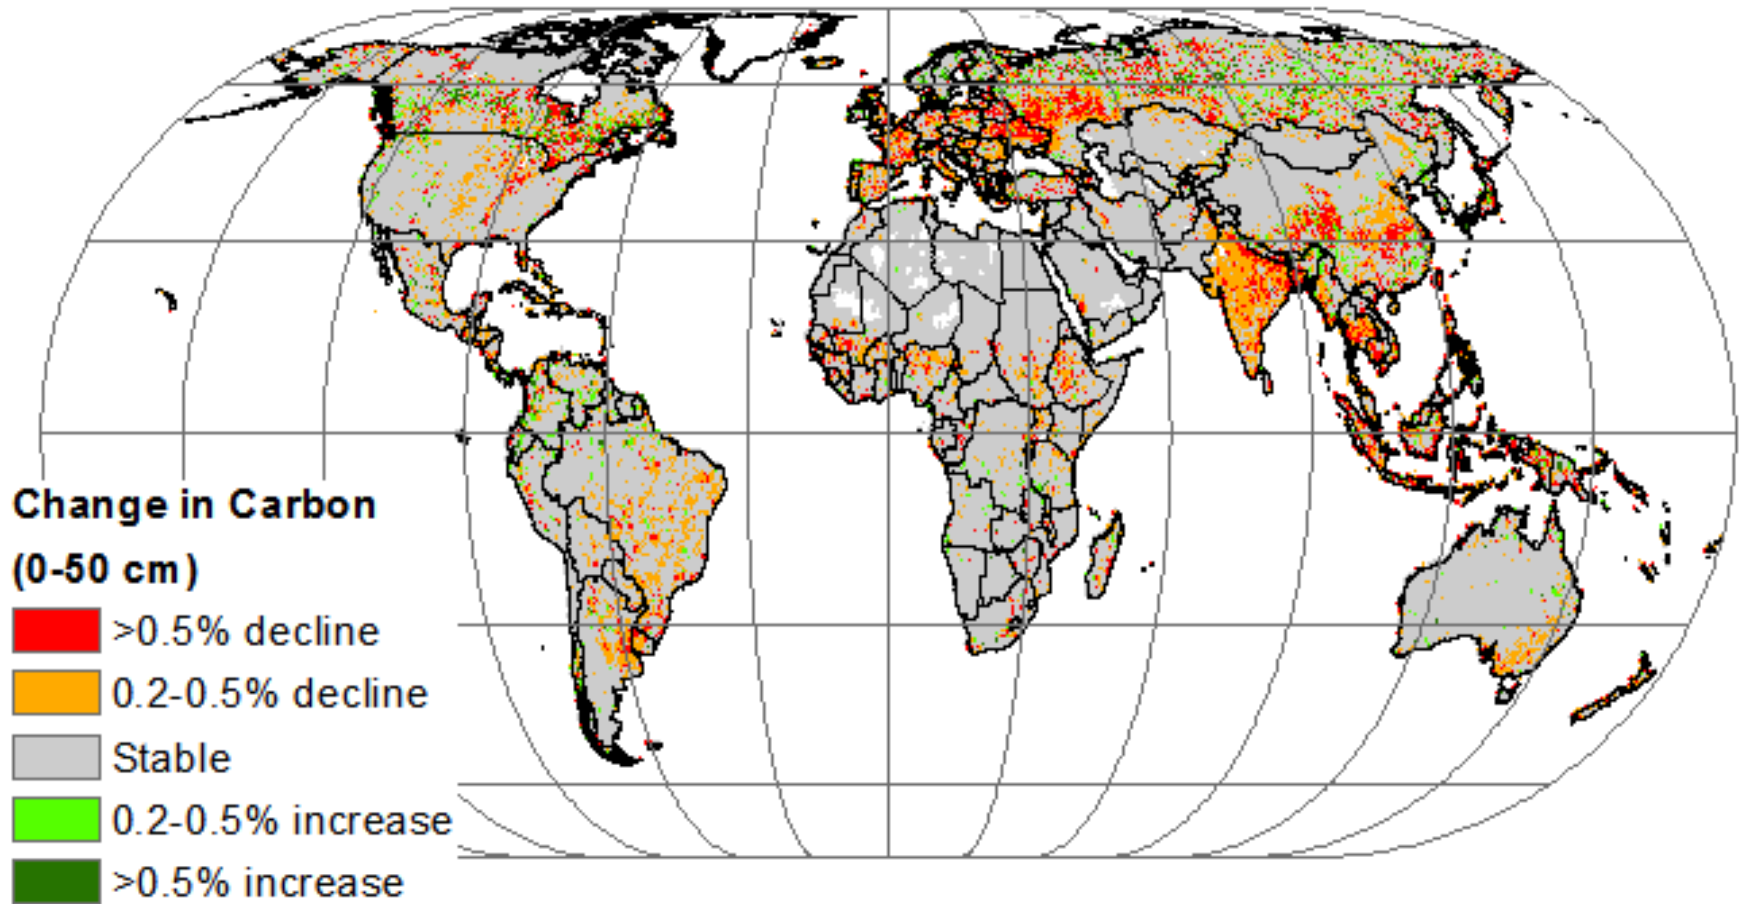 Change in Carbon
(0-50 cm)
>0.5% decline
0.2-0.5% decline
Stable
0.2-0.5% increase
>0.5% increase